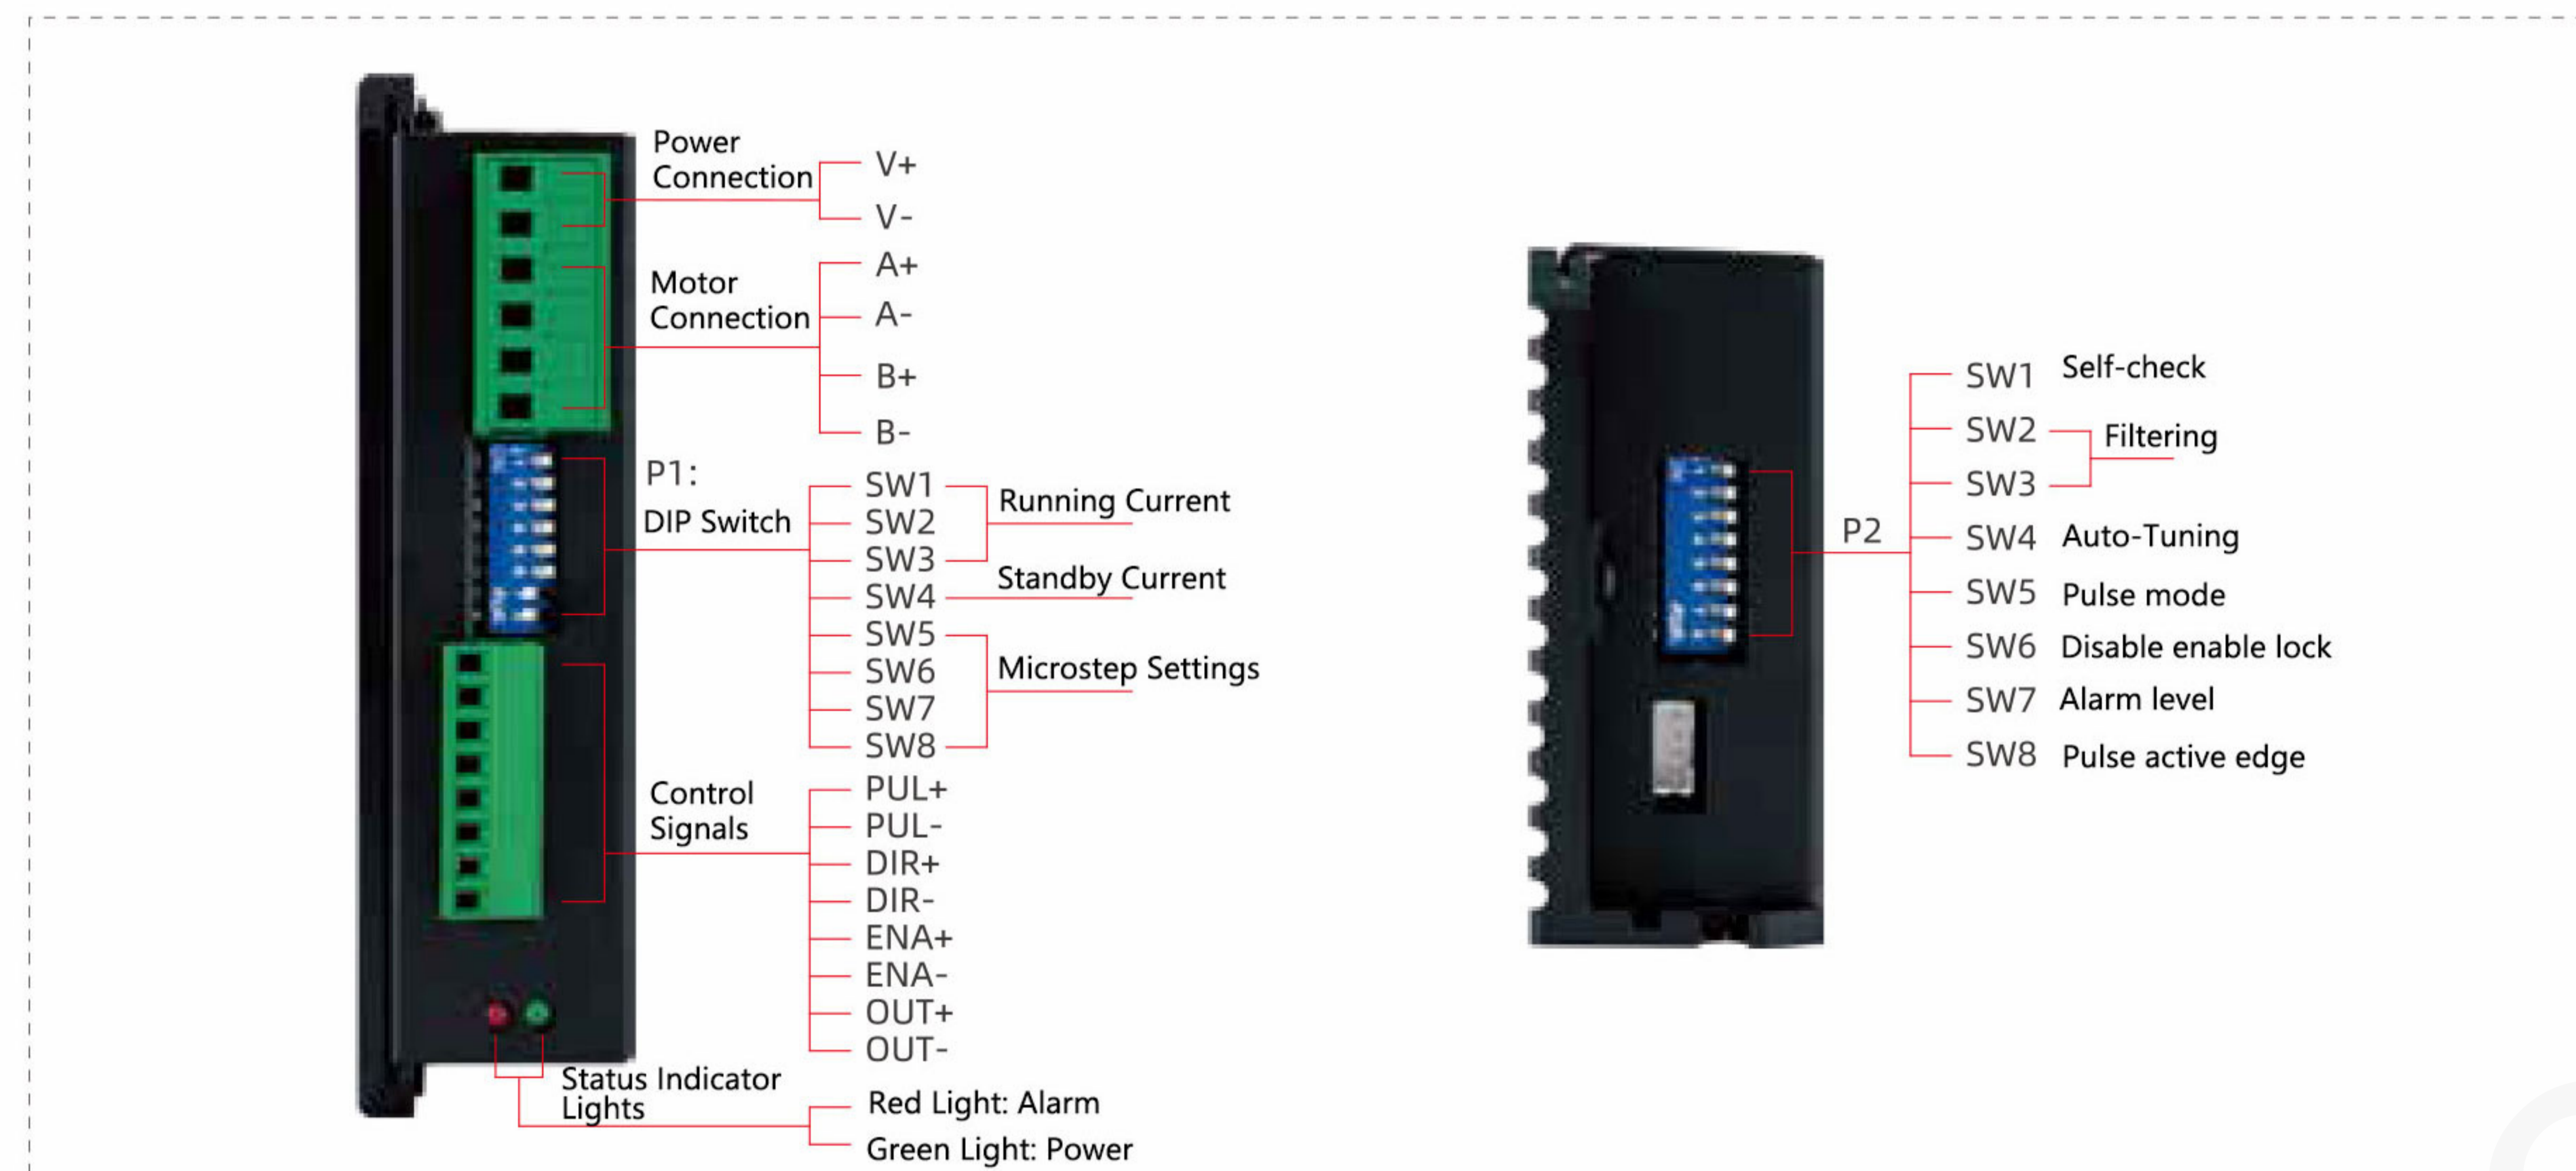 Power
Connection
V+
V-
Motor
Connection
A+
A-
B+
B-
P1:
DIP Switch
SW1
SW2
SW3
SW4
SW5
SW6
SW7
SW8
Running Current
Standby Current
Microstep Settings
Control
Signals
PUL+
PUL-
DIR+
DIR-
ENA+
ENA-
OUT+
OUT-
Status Indicator
Lights
Red Light: Alarm
Green Light: Power
P2
SW1 Self-check
SW2
SW3
Filtering
SW4 Auto-Tuning
SW5 Pulse mode
SW6 Disable enable lock
SW7 Alarm level
SW8 Pulse active edge